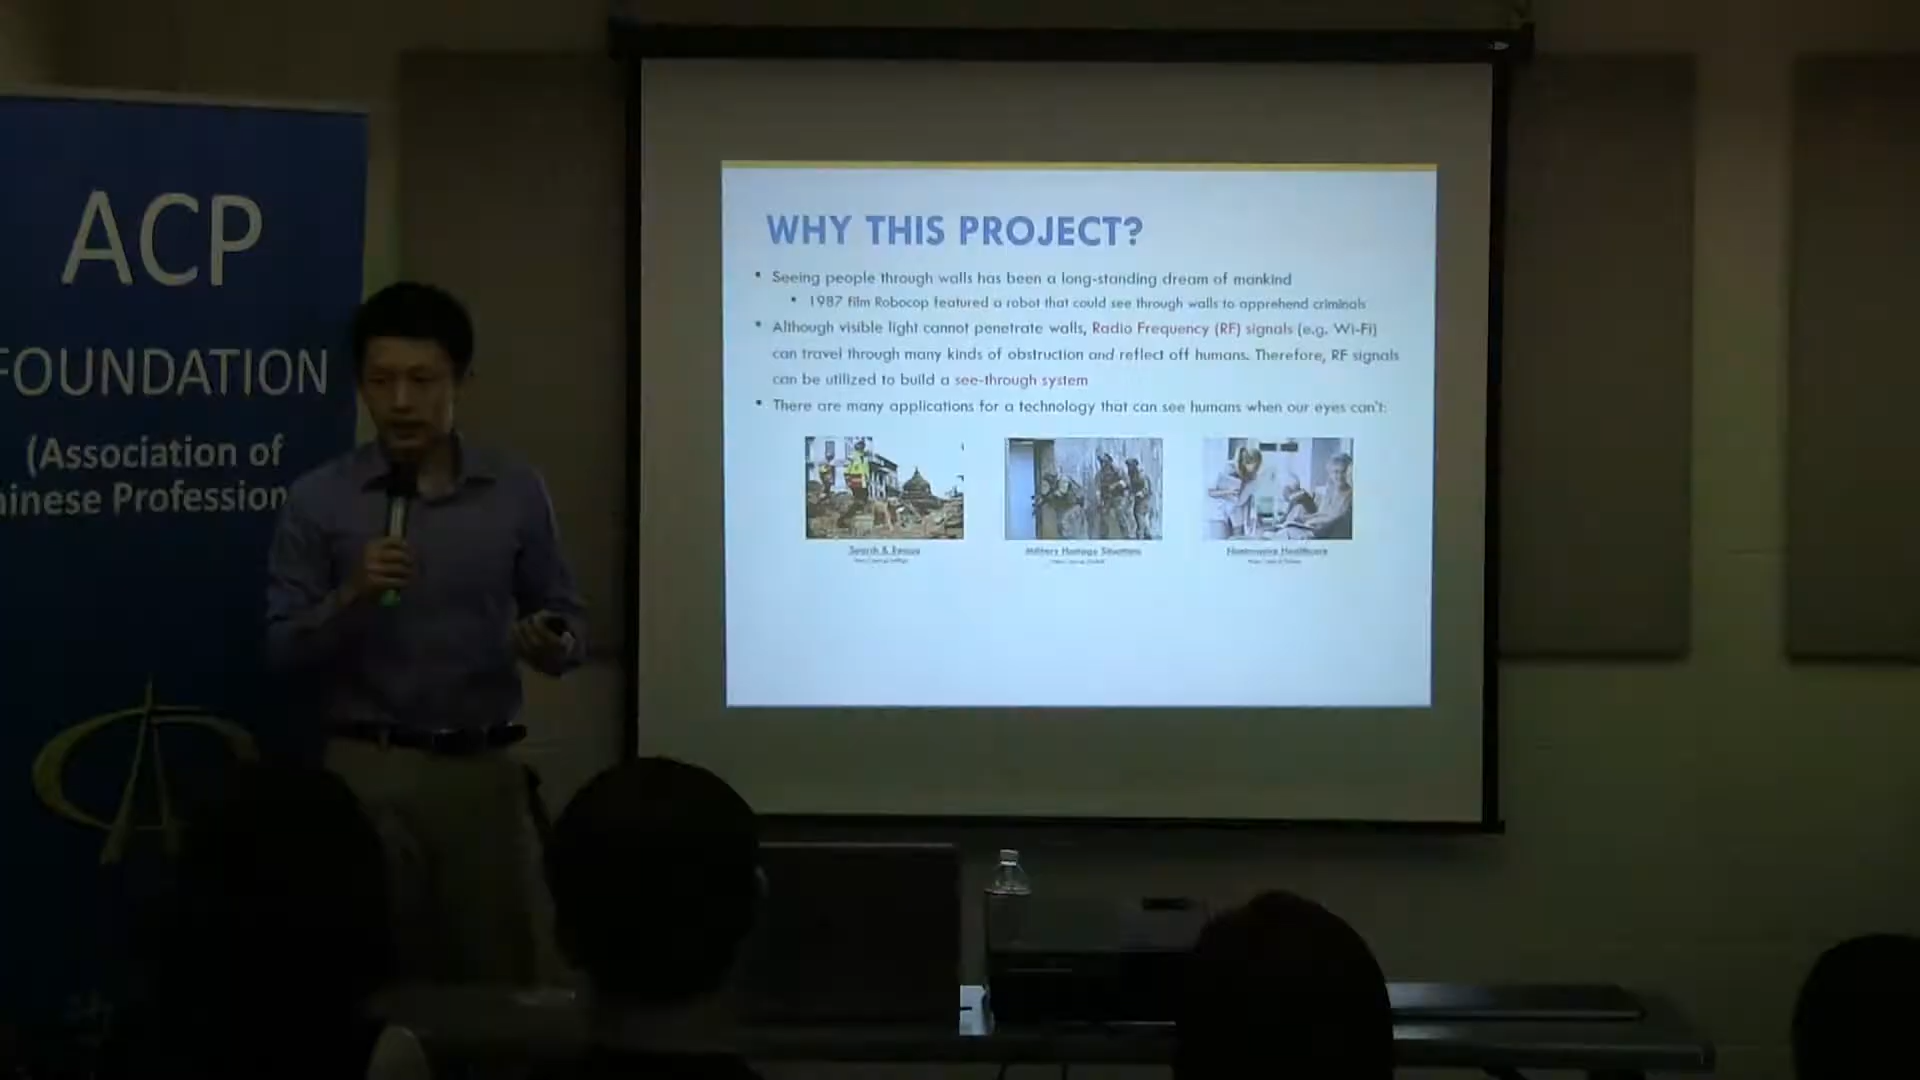 ACP
FOUNDATION
(Association of
hinese Profession
WHY THIS PROJECT?
• Seeing people through walls has been a long-standing dream of mankind
• 1987 film Robocop featured a robot that could see through walls to apprehend criminals
• Although visible light cannot penetrate walls, Radio Frequency (RF) signals (e.g. Wi-Fi)
can travel through many kinds of obstruction and reflect off humans. Therefore, RF signals
can be utilized to build a see-through system
• There are many applications for a technology that can see humans when our eyes can't:
Search & Rescue
Military Hostage Situations
Noninvasive Healthcare